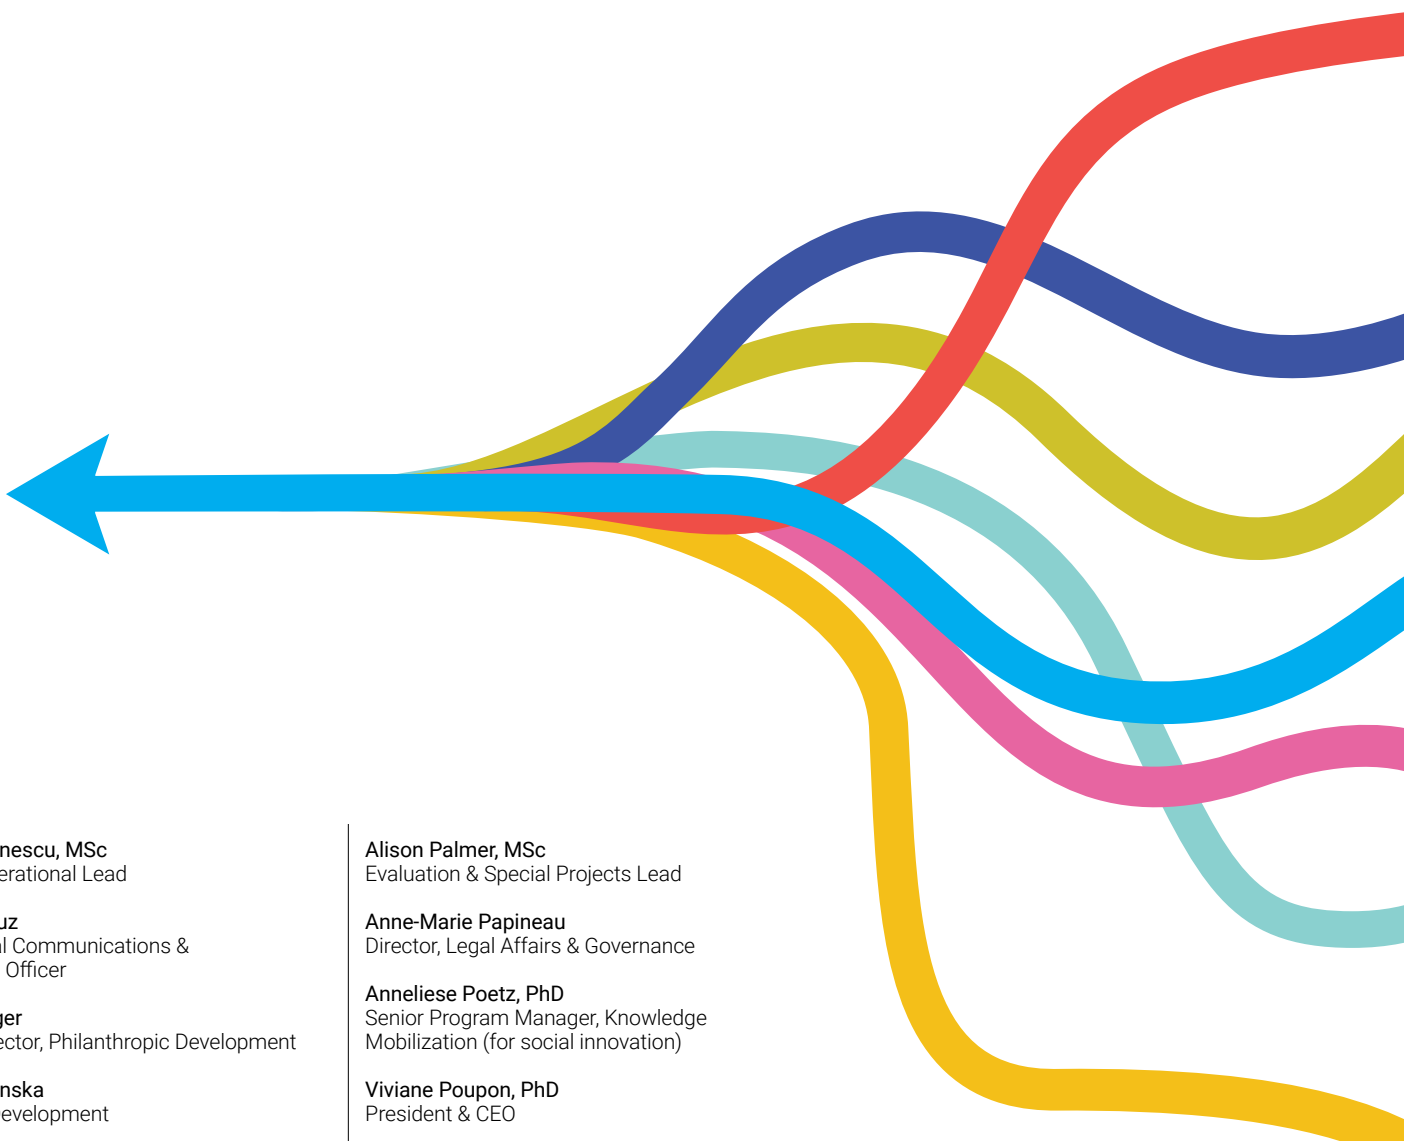 nescu, MSc
erational Lead
uz
l Communications &
Officer
ger
ector, Philanthropic Development
nska
evelopment
Alison Palmer, MSc
Evaluation & Special Projects Lead
Anne-Marie Papineau
Director, Legal Affairs & Governance
Anneliese Poetz, PhD
Senior Program Manager, Knowledge
Mobilization (for social innovation)
Viviane Poupon, PhD
President & CEO